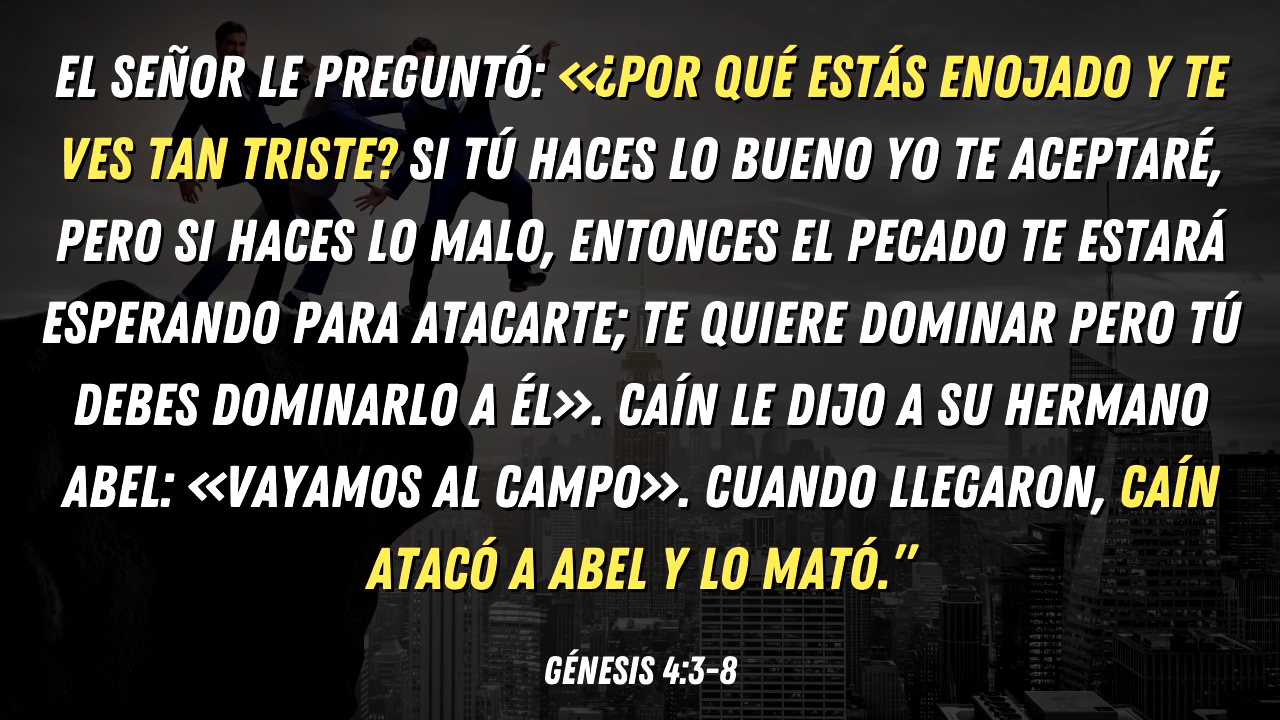 EL SEÑOR LE PREGUNTÓ: «¿POR QUÉ ESTÁS ENOJADO Y TE
VES TAN TRISTE? SI TÚ HACES LO BUENO YO TE ACEPTARÉ,
PERO SI HACES LO MALO, ENTONCES EL PECADO TE ESTARÁ
ESPERANDO PARA ATACARTE; TE QUIERE DOMINAR PERO TÚ
DEBES DOMINARLO A ÉL». CAÍN LE DIJO A SU HERMANO
ABEL: «VAYAMOS AL CAMPO». CUANDO LLEGARON, CAÍN
ATACÓ A ABEL Y LO MATÓ.”
GÉNESIS 4:3-8